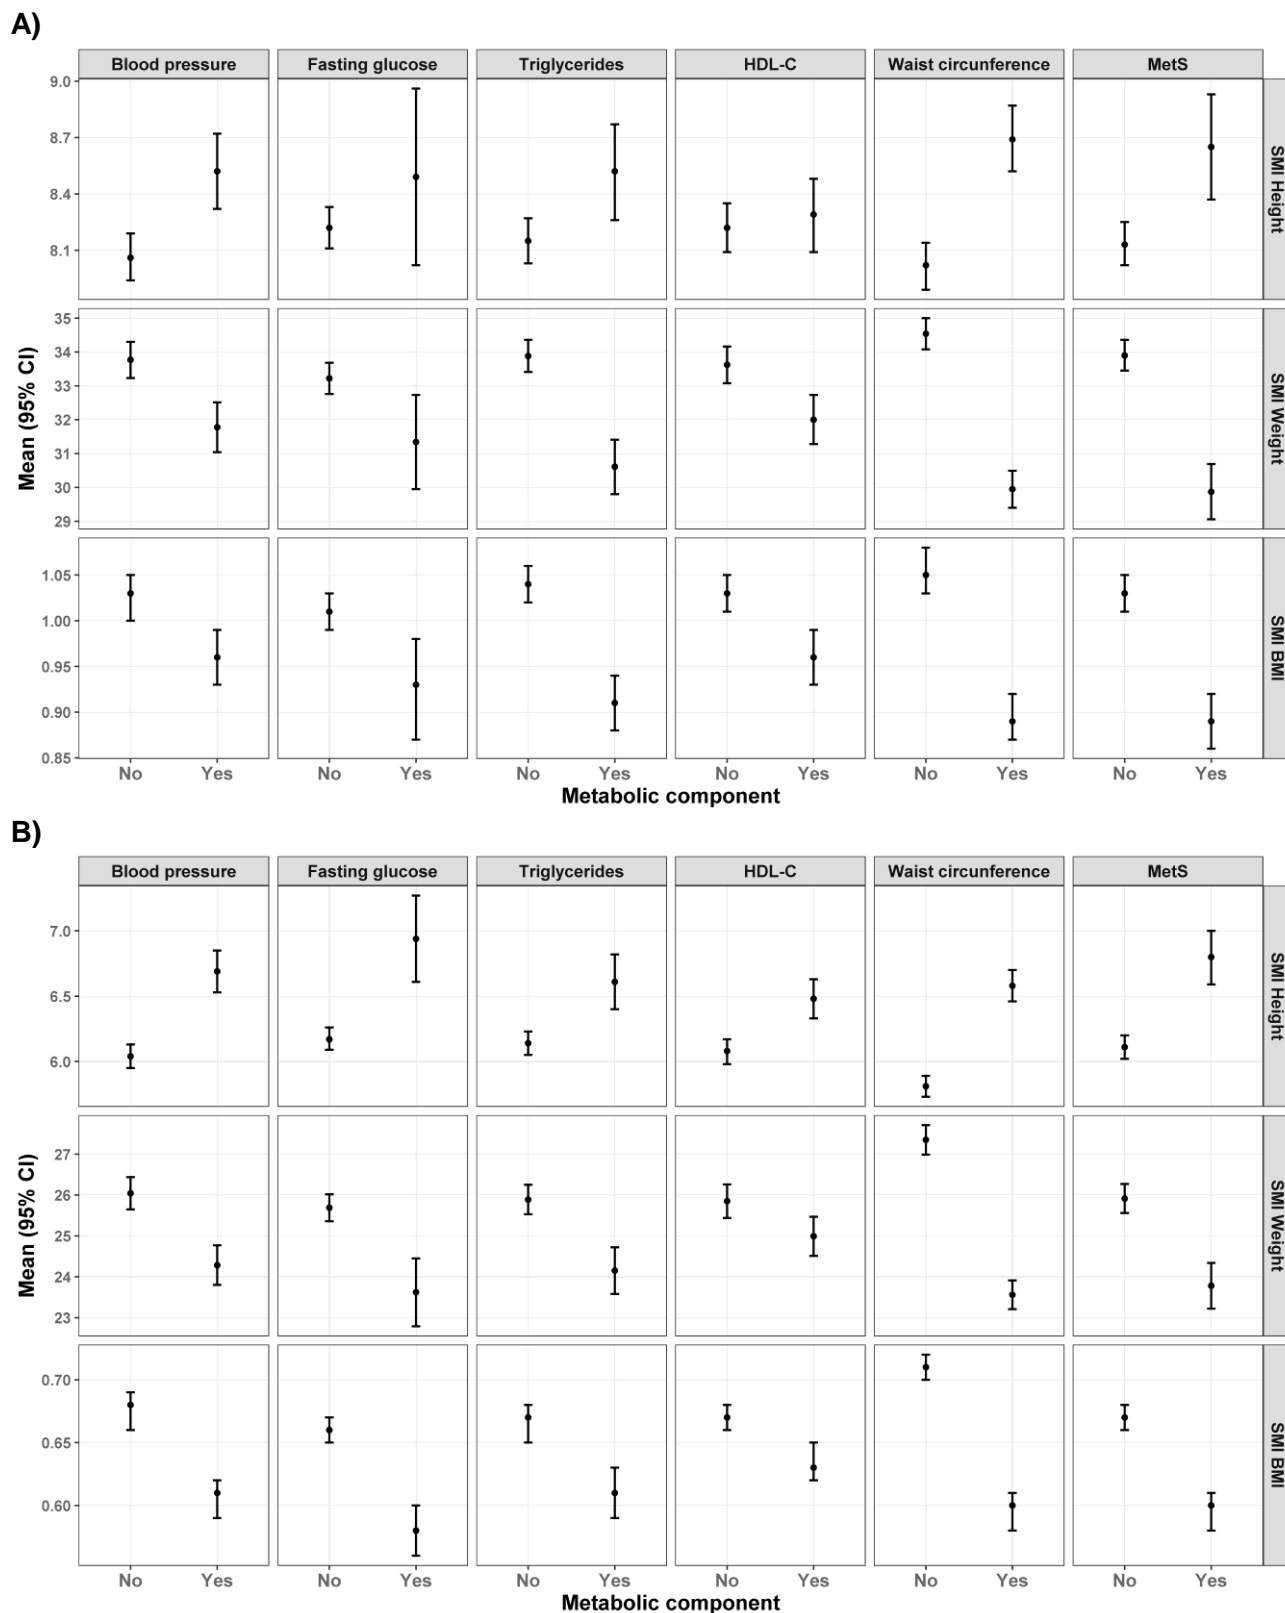 A)
Blood pressure Fasting glucose Triglycerides HDL-C Waist circunference MetS
9.0
8.7
8.4
8.1
SMI Height
35
34
33
32
31
30
29
SMI Weight
Mean (95% CI)
1.05
1.00
0.95
0.90
0.85
SMI BMI
No Yes No Yes No Yes No Yes No Yes No Yes
Metabolic component
B)
Blood pressure Fasting glucose Triglycerides HDL-C Waist circunference MetS
7.0
6.5
6.0
SMI Height
27
26
25
24
23
SMI Weight
Mean (95% CI)
0.70
0.65
0.60
SMI BMI
No Yes No Yes No Yes No Yes No Yes No Yes
Metabolic component